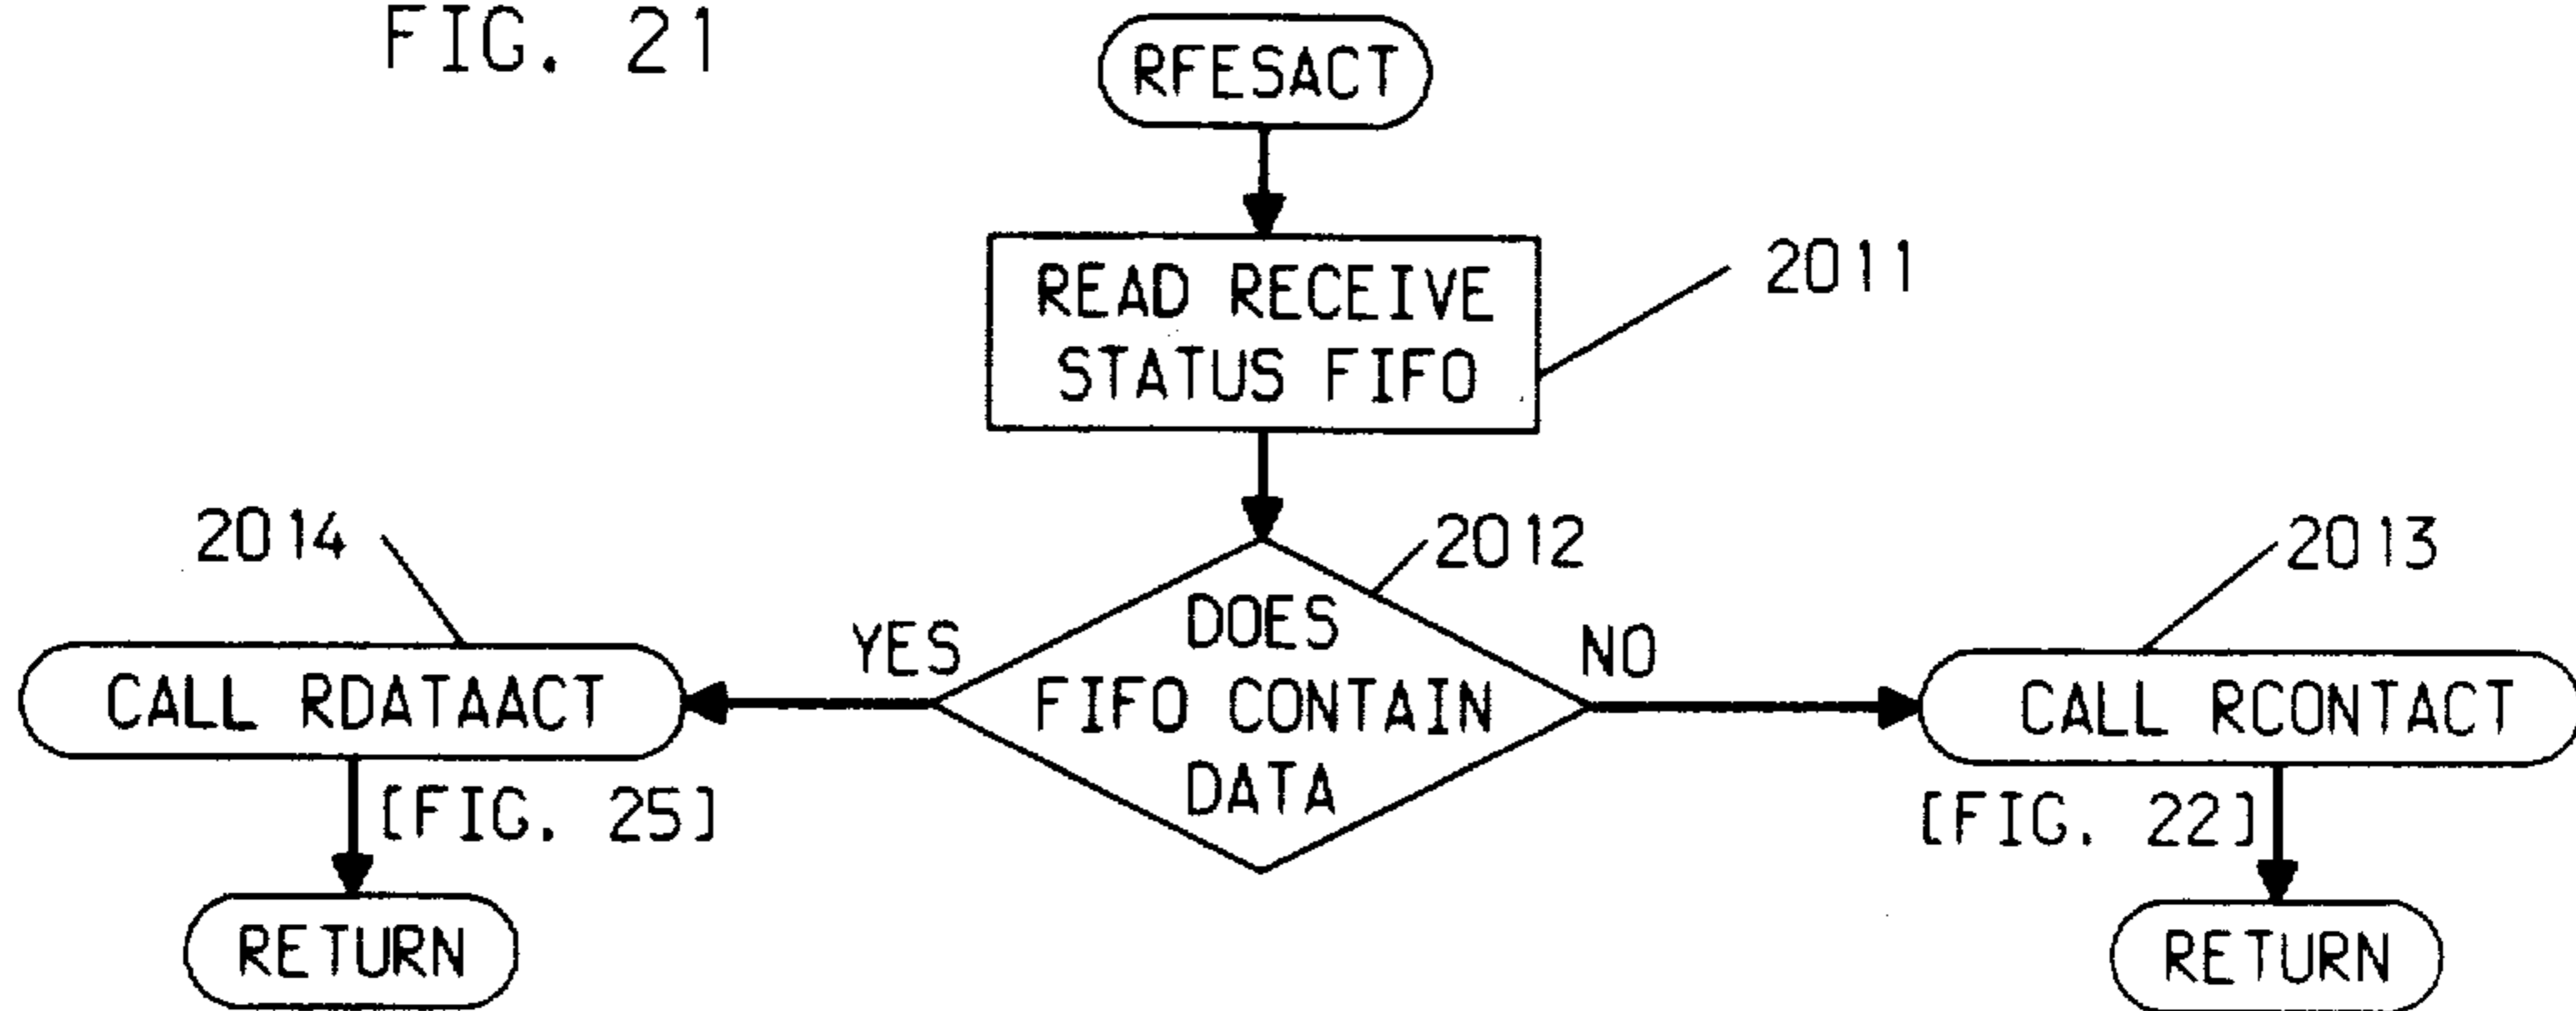 FIG. 21
RFESACT
READ RECEIVE
STATUS FIFO
2011
2014
2012
2013
YES
DOES
FIFO CONTAIN
DATA
NO
CALL RDATAACT
CALL RCONTACT
[FIG. 25]
[FIG. 22]
RETURN
RETURN